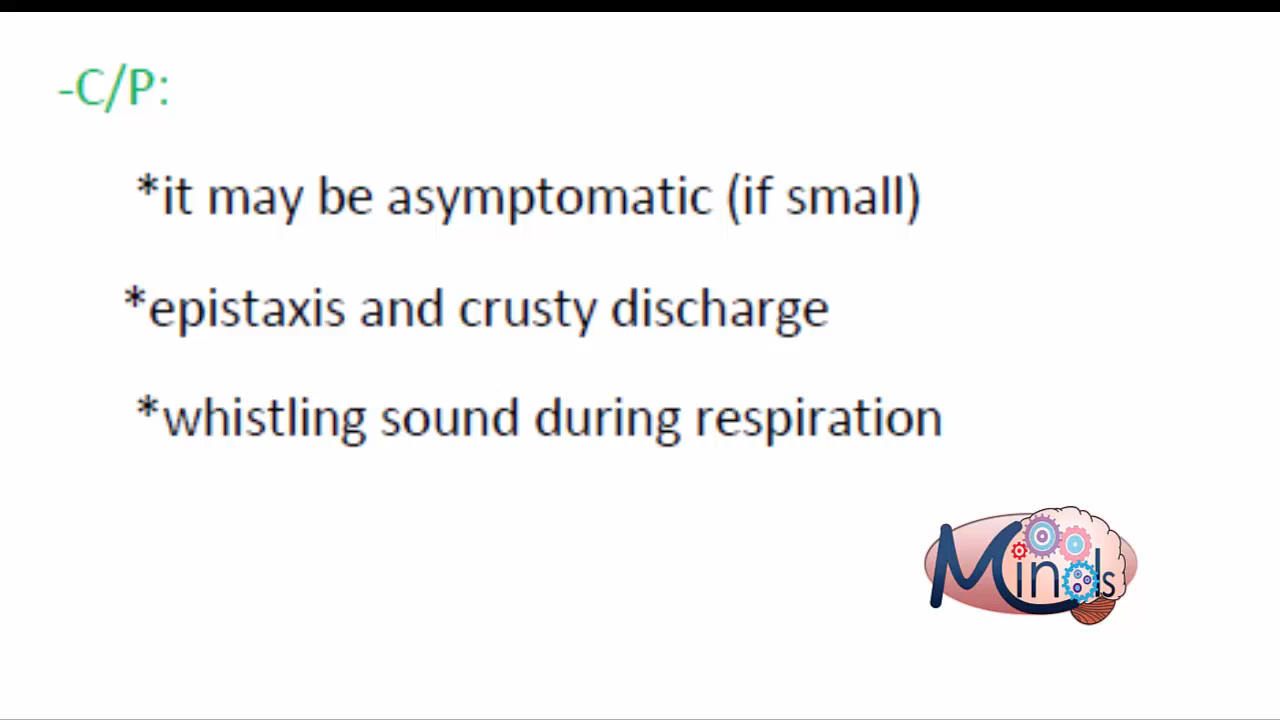 -C/P:
*it may be asymptomatic (if small)
*epistaxis and crusty discharge
*whistling sound during respiration
Minds